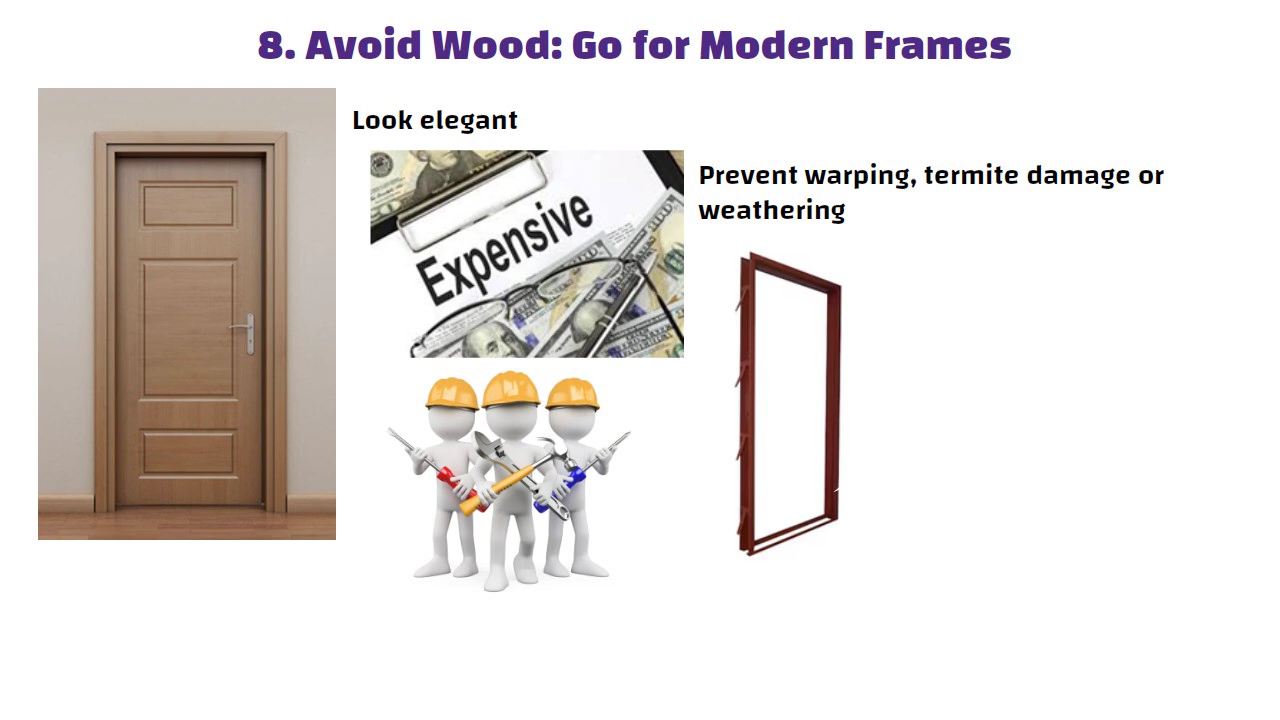 8. Avoid Wood: Go for Modern Frames
Look elegant
Expensive
Prevent warping, termite damage or
weathering